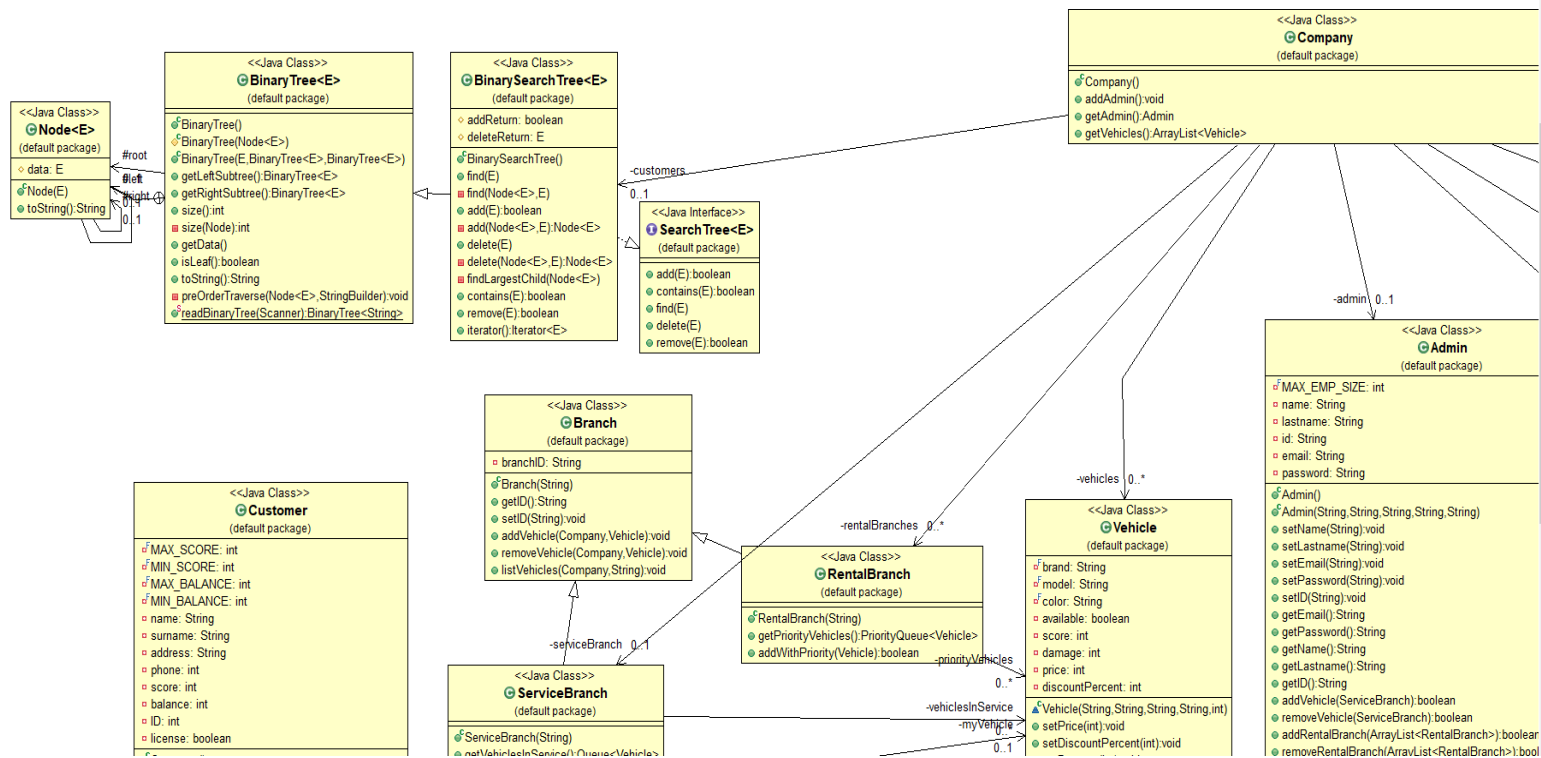 <<Java Class>>
Node<E>
(default package)
data: E
Node(E)
toString():String
#root
#left
#right
0..1
0..1
<<Java Class>>
BinaryTree<E>
(default package)
BinaryTree()
BinaryTree(Node<E>)
BinaryTree(E,BinaryTree<E>,BinaryTree<E>)
getLeftSubtree():BinaryTree<E>
getRightSubtree():BinaryTree<E>
size():int
size(Node):int
getData()
isLeaf():boolean
toString():String
preOrderTraverse(Node<E>,StringBuilder):void
readBinaryTree(Scanner):BinaryTree<String>
<<Java Class>>
BinarySearchTree<E>
(default package)
addReturn: boolean
deleteReturn: E
BinarySearchTree()
find(E)
find(Node<E>,E)
add(E):boolean
add(Node<E>,E):Node<E>
delete(E)
delete(Node<E>,E):Node<E>
findLargestChild(Node<E>)
contains(E):boolean
remove(E):boolean
iterator():Iterator<E>
-customers
0..1
<<Java Interface>>
SearchTree<E>
(default package)
add(E):boolean
contains(E):boolean
find(E)
delete(E)
remove(E):boolean
<<Java Class>>
Company
(default package)
Company()
addAdmin():void
getAdmin():Admin
getVehicles():ArrayList<Vehicle>
-admin 0..1
<<Java Class>>
Admin
(default package)
MAX_EMP_SIZE: int
name: String
lastname: String
id: String
email: String
password: String
Admin()
Admin(String,String,String,String,String)
setName(String):void
setLastname(String):void
setEmail(String):void
setPassword(String):void
setID(String):void
getEmail():String
getPassword():String
getName():String
getLastname():String
getID():String
addVehicle(ServiceBranch):boolean
removeVehicle(ServiceBranch):boolean
addRentalBranch(ArrayList<RentalBranch>):boolean
removeRentalBranch(ArrayList<RentalBranch>):bool
<<Java Class>>
Branch
(default package)
branchID: String
Branch(String)
getID():String
setID(String):void
addVehicle(Company,Vehicle):void
removeVehicle(Company,Vehicle):void
listVehicles(Company,String):void
<<Java Class>>
Customer
(default package)
MAX_SCORE: int
MIN_SCORE: int
MAX_BALANCE: int
MIN_BALANCE: int
name: String
surname: String
address: String
phone: int
score: int
balance: int
ID: int
license: boolean
-rentalBranches 0..*
<<Java Class>>
RentalBranch
(default package)
RentalBranch(String)
getPriorityVehicles():PriorityQueue<Vehicle>
addWithPriority(Vehicle):boolean
-serviceBranch 0..1
<<Java Class>>
ServiceBranch
(default package)
ServiceBranch(String)
getVehiclesInService():Queue<Vehicle>
-priorityVehicles
0..*
-vehiclesInService
0..*
-myVehicle
0..1
-vehicles 0..*
<<Java Class>>
Vehicle
(default package)
brand: String
model: String
color: String
available: boolean
score: int
damage: int
price: int
discountPercent: int
Vehicle(String,String,String,String,int)
setPrice(int):void
setDiscountPercent(int):void